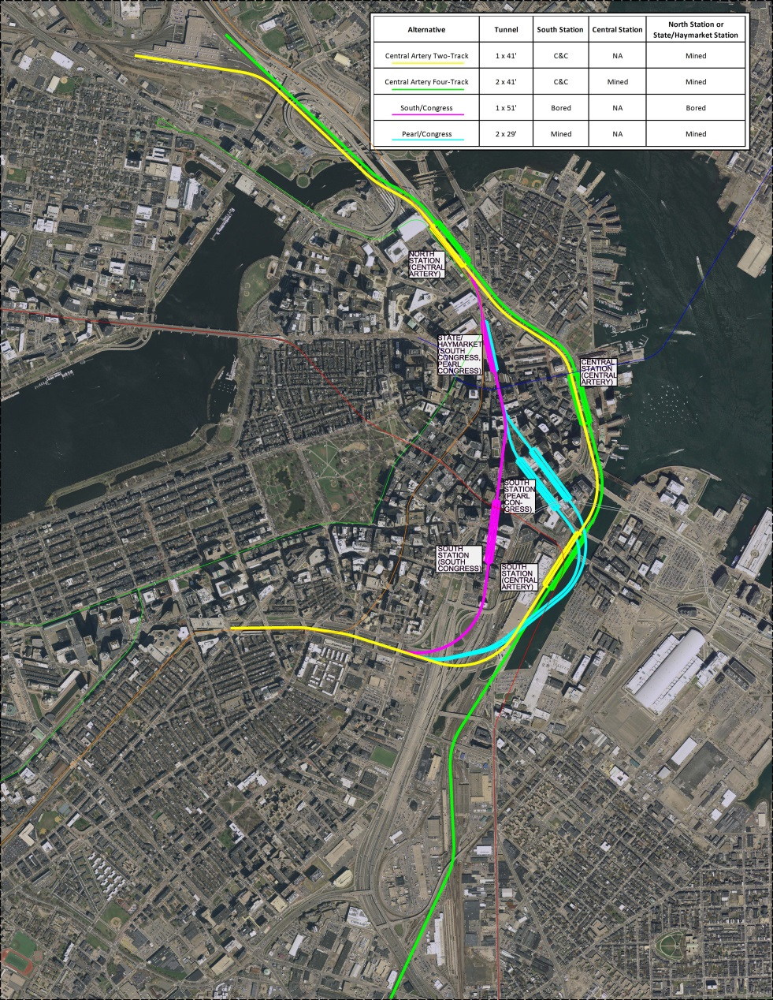 Alternative Tunnel South Station Central Station North Station or
State/Haymarket Station
Central Artery Two-Track 1 x 41' C&C NA Mined
Central Artery Four-Track 2 x 41' C&C Mined Mined
South/Congress 1 x 51' Bored NA Bored
Pearl/Congress 2 x 29' Mined NA Mined
NORTH
STATION
(CENTRAL
ARTERY)
STATE/
HAYMARKET
(SOUTH
CONGRESS,
PEARL
CONGRESS)
CENTRAL
STATION
(CENTRAL
ARTERY)
SOUTH
STATION
(PEARL
CON-
GRESS)
SOUTH
STATION
(SOUTH
CONGRESS)
SOUTH
STATION
(CENTRAL
ARTERY)